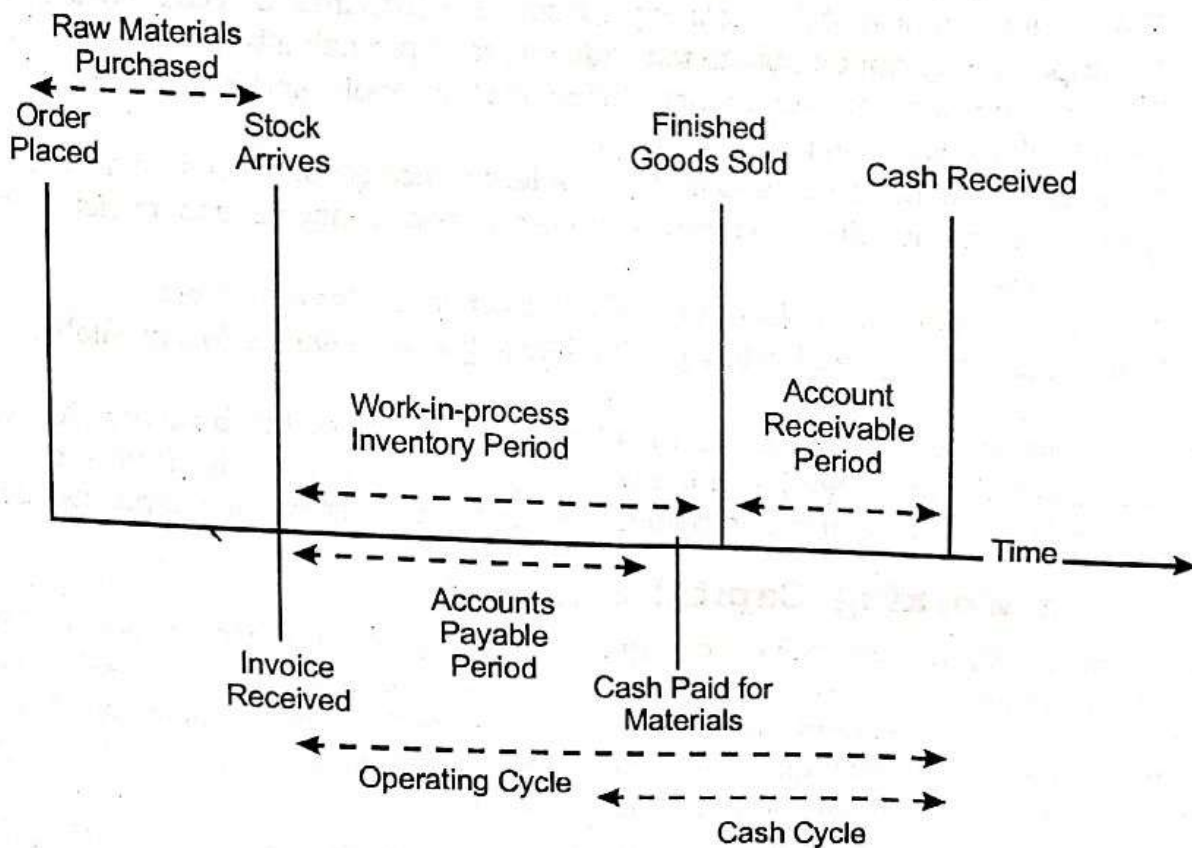 Raw Materials
Purchased
Order
Placed
Stock
Arrives
Finished
Goods Sold
Cash Received
Work-in-process
Inventory Period
Account
Receivable
Period
Time
Accounts
Payable
Period
Invoice
Received
Cash Paid for
Materials
Operating Cycle
Cash Cycle